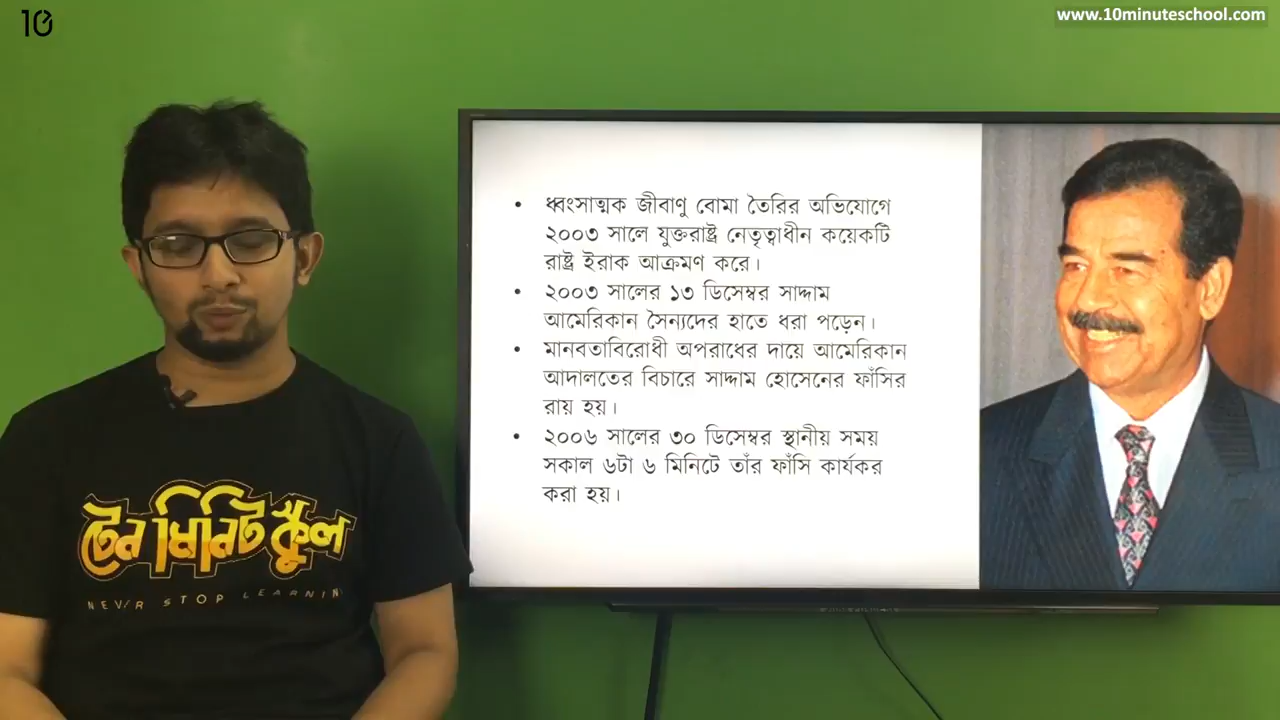 10
www.10minuteschool.com
• ধ্বংসাত্মক জীবাণু বোমা তৈরির অভিযোগে
২০০৩ সালে যুক্তরাষ্ট্র নেতৃত্বাধীন কয়েকটি
রাষ্ট্র ইরাক আক্রমণ করে।
• ২০০৩ সালের ১৩ ডিসেম্বর সাদ্দাম
আমেরিকান সৈন্যদের হাতে ধরা পড়েন।
• মানবতাবিরোধী অপরাধের দায়ে আমেরিকান
আদালতের বিচারে সাদ্দাম হোসেনের ফাঁসির
রায় হয়।
• ২০০৬ সালের ৩০ ডিসেম্বর স্থানীয় সময়
সকাল ৬টা ৬ মিনিটে তাঁর ফাঁসি কার্যকর
করা হয়।
টেন মিনিট স্কুল
NEVER STOP LEARNIN